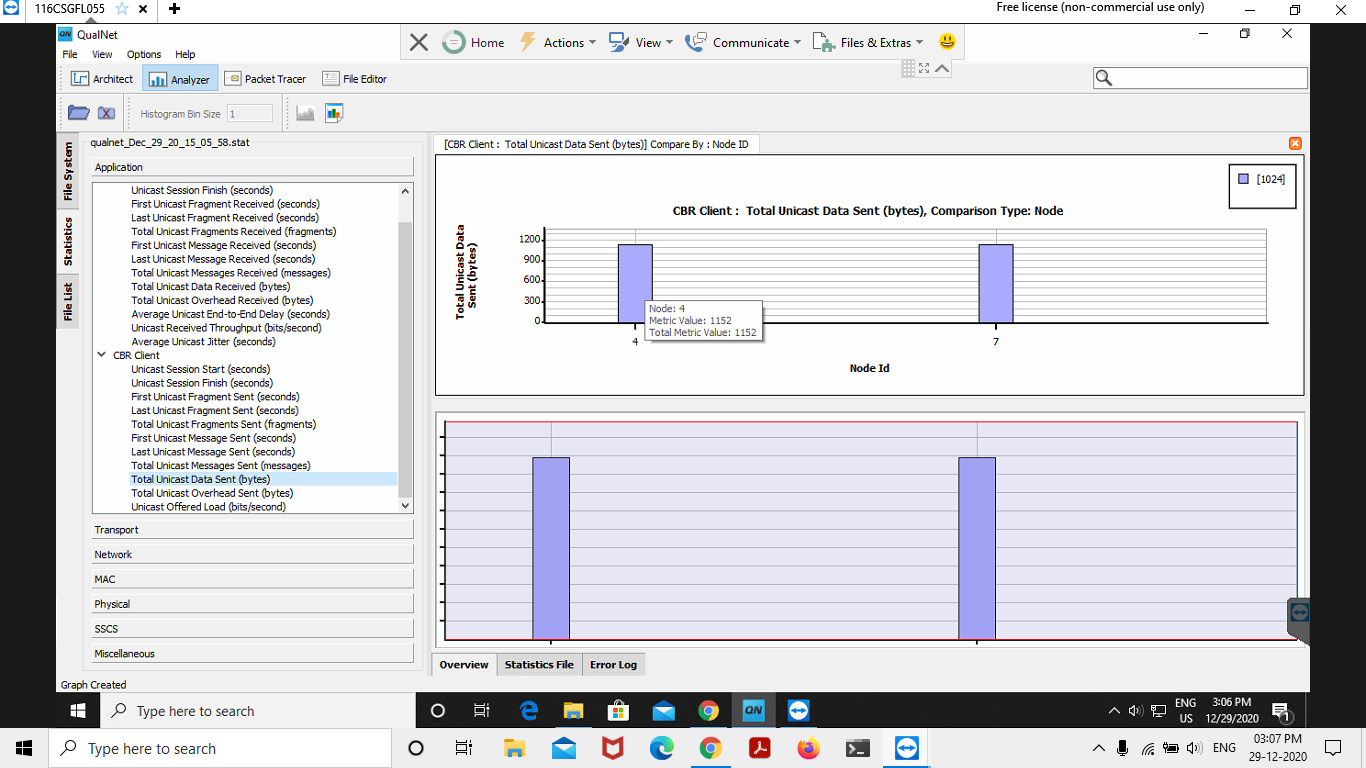 116CSGFL055
Free license (non-commercial use only)
QN QualNet
File View Options Help
Home Actions View Communicate Files & Extras
Architect Analyzer Packet Tracer File Editor
Histogram Bin Size 1
File System
Statistics
File List
qualnet_Dec_29_20_15_05_58.stat
Application
Unicast Session Finish (seconds)
First Unicast Fragment Received (seconds)
Last Unicast Fragment Received (seconds)
Total Unicast Fragments Received (fragments)
First Unicast Message Received (seconds)
Last Unicast Message Received (seconds)
Total Unicast Messages Received (messages)
Total Unicast Data Received (bytes)
Total Unicast Overhead Received (bytes)
Average Unicast End-to-End Delay (seconds)
Unicast Received Throughput (bits/second)
Average Unicast Jitter (seconds)
CBR Client
Unicast Session Start (seconds)
Unicast Session Finish (seconds)
First Unicast Fragment Sent (seconds)
Last Unicast Fragment Sent (seconds)
Total Unicast Fragments Sent (fragments)
First Unicast Message Sent (seconds)
Last Unicast Message Sent (seconds)
Total Unicast Messages Sent (messages)
Total Unicast Data Sent (bytes)
Total Unicast Overhead Sent (bytes)
Unicast Offered Load (bits/second)
Transport
Network
MAC
Physical
SSCS
Miscellaneous
Graph Created
[CBR Client : Total Unicast Data Sent (bytes)] Compare By : Node ID
[1024]
CBR Client : Total Unicast Data Sent (bytes), Comparison Type: Node
Total Unicast Data
Sent (bytes)
1200
900
600
300
0
Node: 4
Metric Value: 1152
Total Metric Value: 1152
4 7
Node Id
Overview Statistics File Error Log
Type here to search
QN
ENG
US
3:06 PM
12/29/2020
1
Type here to search
ENG
03:07 PM
29-12-2020